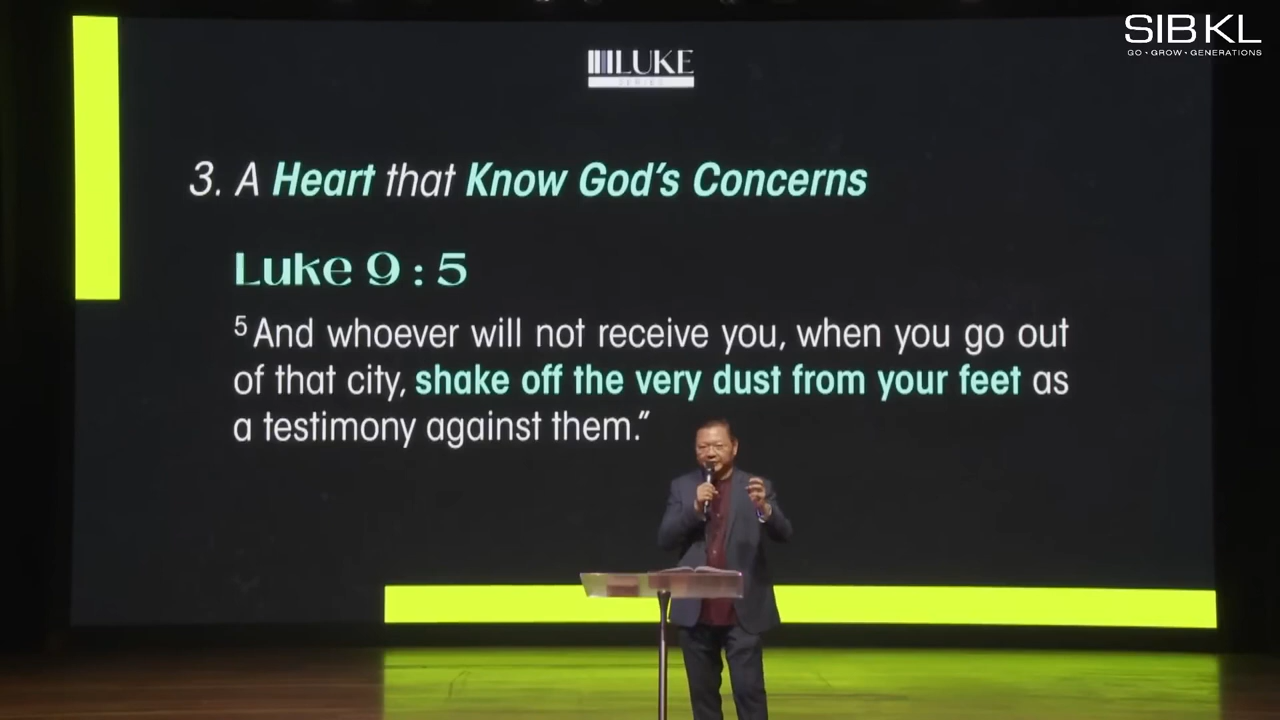 SIBKL
GO • GROW • GENERATIONS
LUKE
SERIES
3. A Heart that Know God's Concerns
Luke 9 : 5
5 And whoever will not receive you, when you go out
of that city, shake off the very dust from your feet as
a testimony against them.”